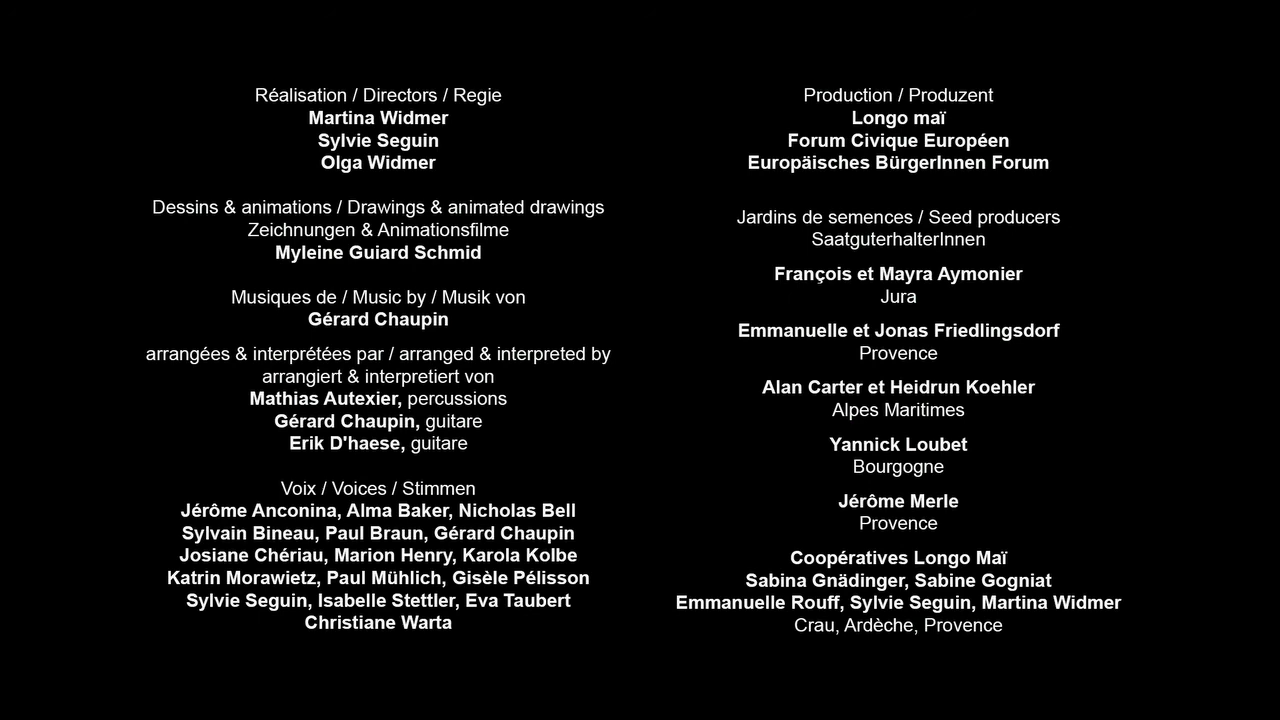 Réalisation / Directors / Regie
Martina Widmer
Sylvie Seguin
Olga Widmer
Dessins & animations / Drawings & animated drawings
Zeichnungen & Animationsfilme
Myleine Guiard Schmid
Musiques de / Music by / Musik von
Gérard Chaupin
arrangées & interprétées par / arranged & interpreted by
arrangiert & interpretiert von
Mathias Autexier, percussions
Gérard Chaupin, guitare
Erik D'haese, guitare
Voix / Voices / Stimmen
Jérôme Anconina, Alma Baker, Nicholas Bell
Sylvain Bineau, Paul Braun, Gérard Chaupin
Josiane Chériau, Marion Henry, Karola Kolbe
Katrin Morawietz, Paul Mühlich, Gisèle Pélisson
Sylvie Seguin, Isabelle Stettler, Eva Taubert
Christiane Warta
Production / Produzent
Longo maï
Forum Civique Européen
Europäisches BürgerInnen Forum
Jardins de semences / Seed producers
SaatguterhalterInnen
François et Mayra Aymonier
Jura
Emmanuelle et Jonas Friedlingsdorf
Provence
Alan Carter et Heidrun Koehler
Alpes Maritimes
Yannick Loubet
Bourgogne
Jérôme Merle
Provence
Coopératives Longo Maï
Sabina Gnädinger, Sabine Gogniat
Emmanuelle Rouff, Sylvie Seguin, Martina Widmer
Crau, Ardèche, Provence